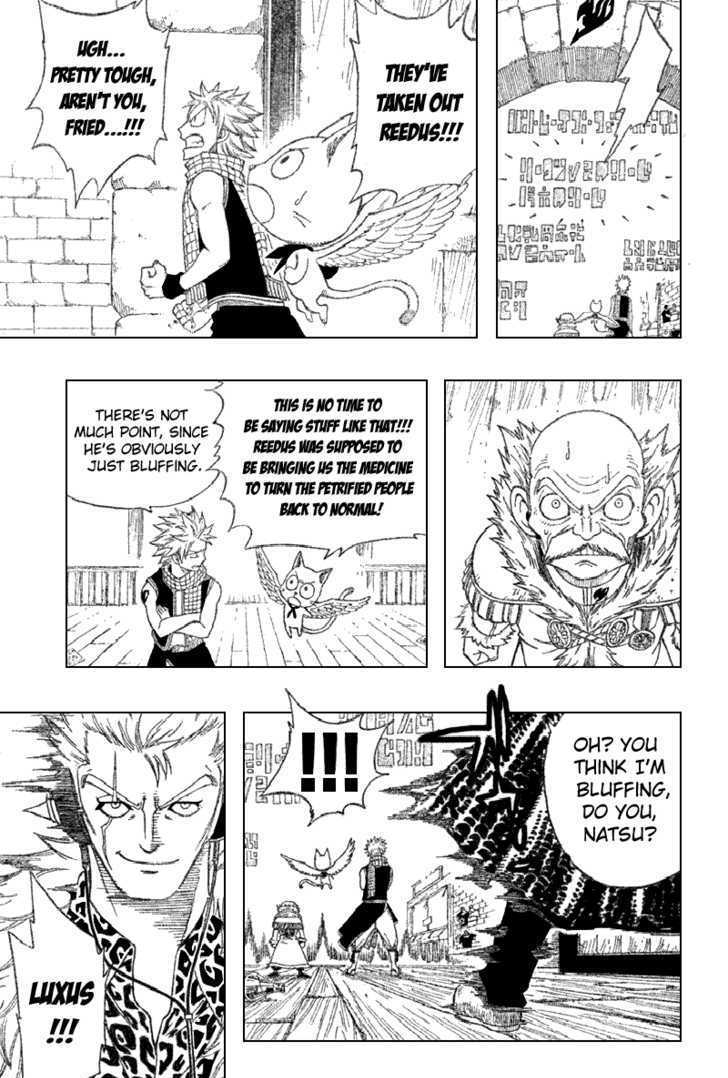 THEY'VE
TAKEN OUT
REEDUS!!!
UGH...
PRETTY TOUGH,
AREN'T YOU,
FRIED...!!!
THIS IS NO TIME TO
BE SAYING STUFF LIKE THAT!!!
REEDUS WAS SUPPOSED TO
BE BRINGING US THE MEDICINE
TO TURN THE PETRIFIED PEOPLE
BACK TO NORMAL!
THERE'S NOT
MUCH POINT, SINCE
HE'S OBVIOUSLY
JUST BLUFFING.
OH? YOU
THINK I'M
BLUFFING,
DO YOU,
NATSU?
!!!
LUXUS
!!!